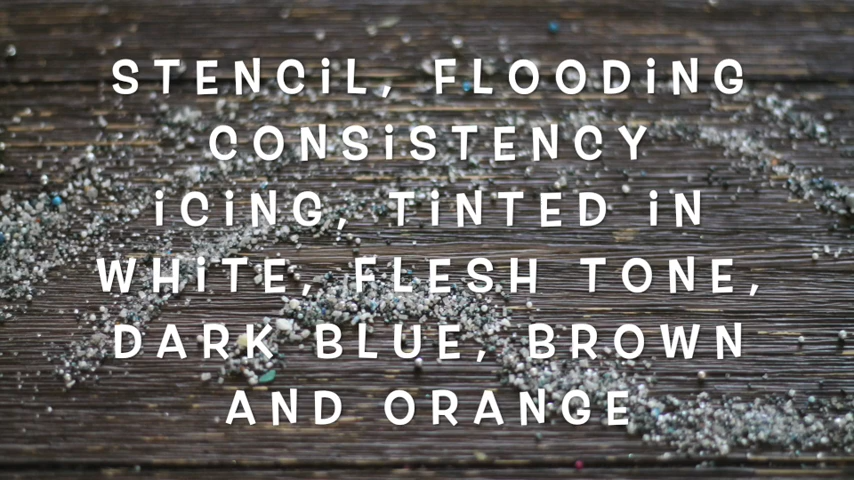 STENCiL, FLOODiNG
CONSiSTENCY
iCiNG, TiNTED iN
WHiTE, FLESH TONE,
DARK BLUE, BROWN
AND ORANGE